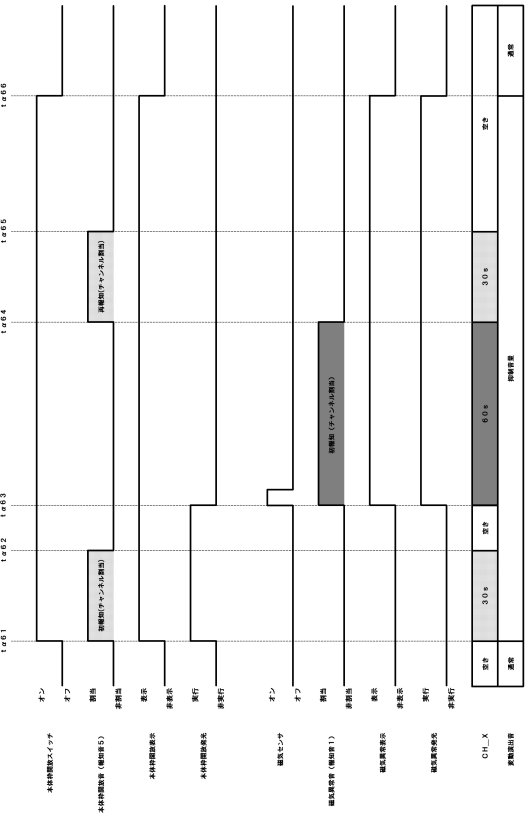 本体枠開放スイッチ
オン
オフ
本体枠開放音（報知音５）
割当
非割当
初報知(チャンネル割当)
再報知(チャンネル割当)
本体枠開放表示
表示
非表示
本体枠開放発光
実行
非実行
磁気センサ
オン
オフ
磁気異常音（報知音１）
割当
非割当
初報知（チャンネル割当）
磁気異常表示
表示
非表示
磁気異常発光
実行
非実行
ＣＨ＿Ｘ
空き
３０ｓ
空き
６０ｓ
３０ｓ
空き
変動演出音
通常
抑制音量
通常
ｔα６１
ｔα６２
ｔα６３
ｔα６４
ｔα６５
ｔα６６